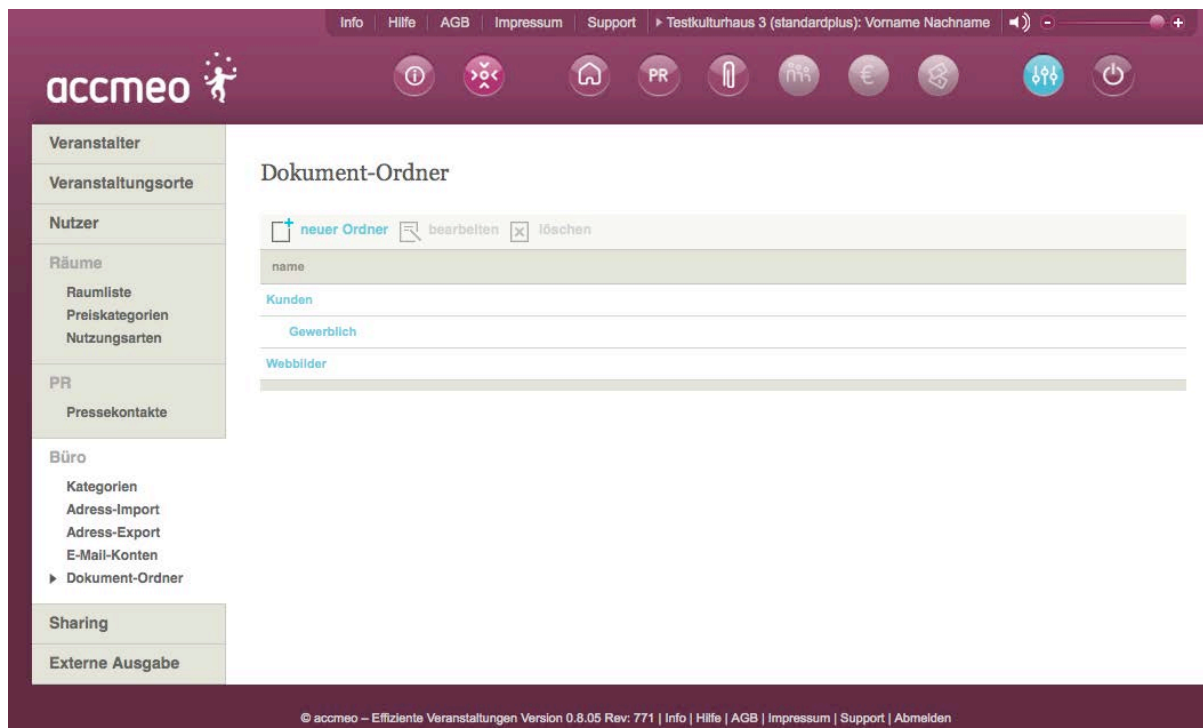 Info | Hilfe | AGB | Impressum | Support | Testkulturhaus 3 (standardplus): Vorname Nachname
accmeo
PR
€
Veranstalter
Veranstaltungsorte
Nutzer
Räume
Raumliste
Preiskategorien
Nutzungsarten
PR
Pressekontakte
Büro
Kategorien
Adress-Import
Adress-Export
E-Mail-Konten
Dokument-Ordner
Sharing
Externe Ausgabe
Dokument-Ordner
neuer Ordner bearbeiten löschen
name
Kunden
Gewerblich
Webbilder
© accmeo – Effiziente Veranstaltungen Version 0.8.05 Rev: 771 | Info | Hilfe | AGB | Impressum | Support | Abmelden